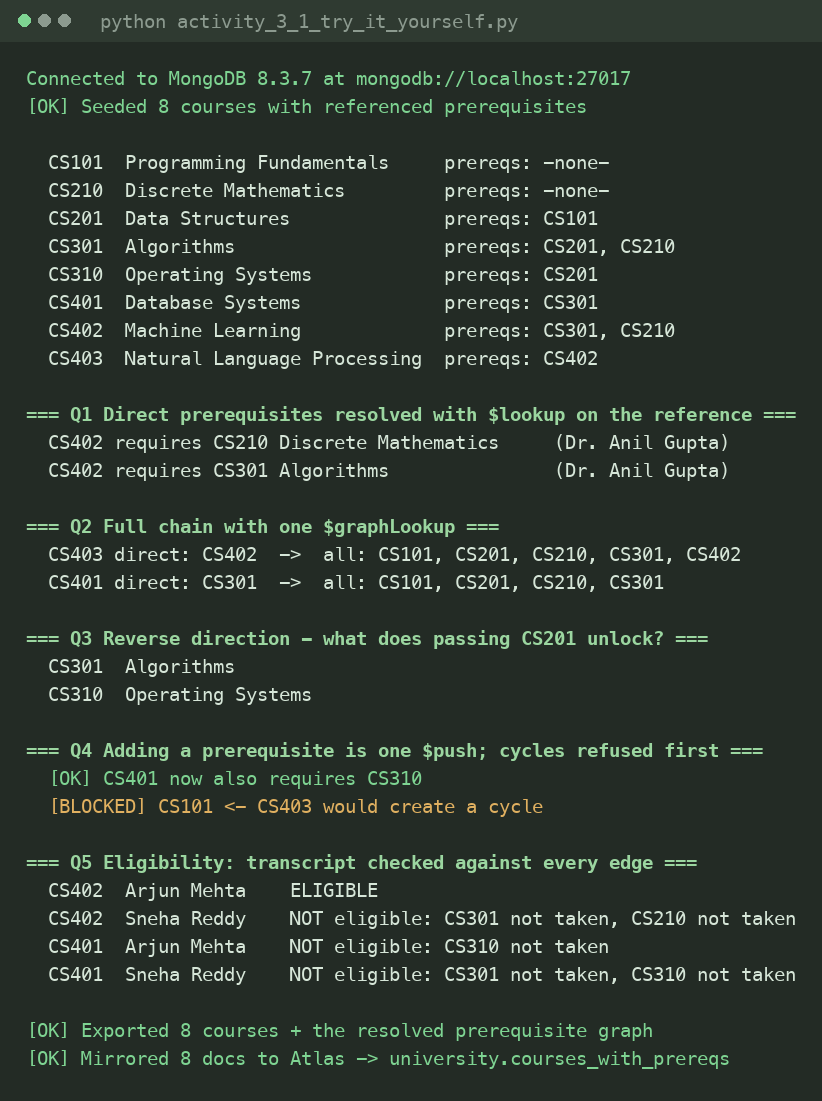 python activity_3_1_try_it_yourself.py
Connected to MongoDB 8.3.7 at mongodb://localhost:27017
[OK] Seeded 8 courses with referenced prerequisites
CS101  Programming Fundamentals     prereqs: -none-
CS210  Discrete Mathematics         prereqs: -none-
CS201  Data Structures              prereqs: CS101
CS301  Algorithms                   prereqs: CS201, CS210
CS310  Operating Systems            prereqs: CS201
CS401  Database Systems             prereqs: CS301
CS402  Machine Learning             prereqs: CS301, CS210
CS403  Natural Language Processing  prereqs: CS402
=== Q1 Direct prerequisites resolved with $lookup on the reference ===
CS402 requires CS210 Discrete Mathematics     (Dr. Anil Gupta)
CS402 requires CS301 Algorithms               (Dr. Anil Gupta)
=== Q2 Full chain with one $graphLookup ===
CS403 direct: CS402  ->  all: CS101, CS201, CS210, CS301, CS402
CS401 direct: CS301  ->  all: CS101, CS201, CS210, CS301
=== Q3 Reverse direction - what does passing CS201 unlock? ===
CS301  Algorithms
CS310  Operating Systems
=== Q4 Adding a prerequisite is one $push; cycles refused first ===
[OK] CS401 now also requires CS310
[BLOCKED] CS101 <- CS403 would create a cycle
=== Q5 Eligibility: transcript checked against every edge ===
CS402  Arjun Mehta    ELIGIBLE
CS402  Sneha Reddy    NOT eligible: CS301 not taken, CS210 not taken
CS401  Arjun Mehta    NOT eligible: CS310 not taken
CS401  Sneha Reddy    NOT eligible: CS301 not taken, CS310 not taken
[OK] Exported 8 courses + the resolved prerequisite graph
[OK] Mirrored 8 docs to Atlas -> university.courses_with_prereqs